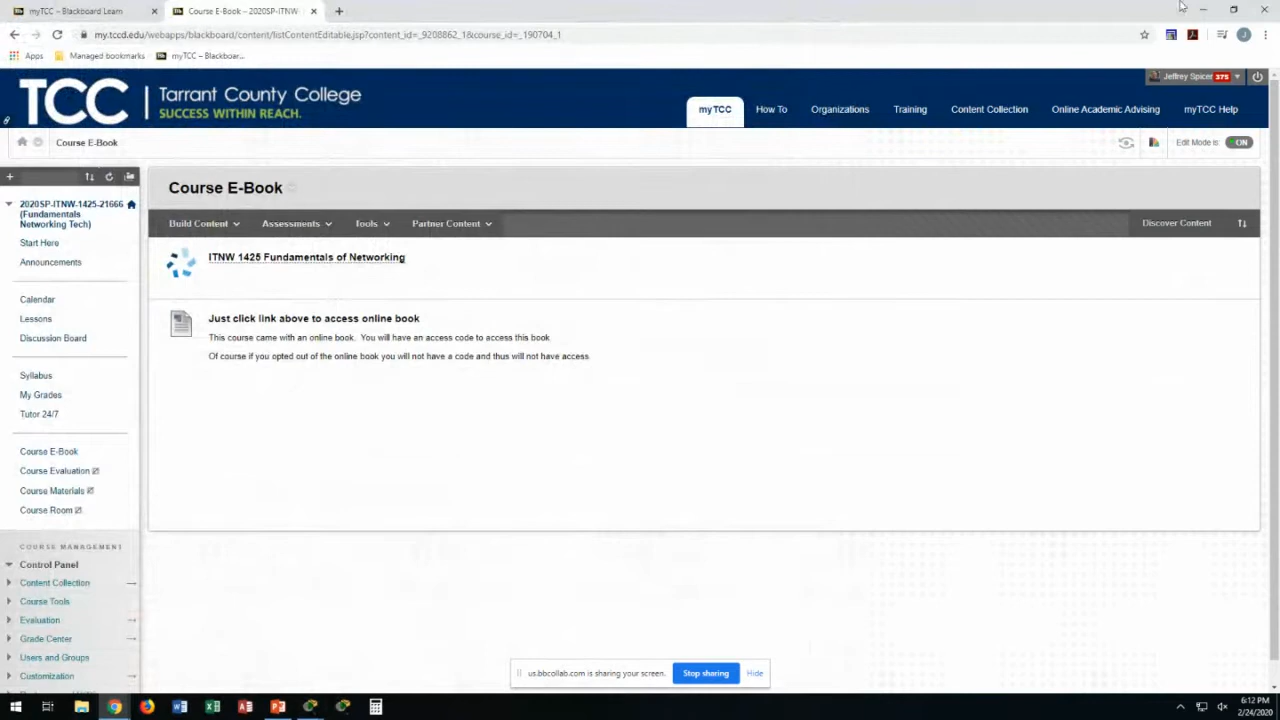 myTCC – Blackboard Learn
Course E-Book – 2020SP-ITNW-
my.tccd.edu/webapps/blackboard/content/listContentEditable.jsp?content_id=_9208862_1&course_id=_190704_1
Apps Managed bookmarks myTCC – Blackboar...
TCC Tarrant County College
SUCCESS WITHIN REACH.
Jeffrey Spicer 375
myTCC How To Organizations Training Content Collection Online Academic Advising myTCC Help
Course E-Book
Edit Mode is: ON
2020SP-ITNW-1425-21666
(Fundamentals
Networking Tech)
Start Here
Announcements
Calendar
Lessons
Discussion Board
Syllabus
My Grades
Tutor 24/7
Course E-Book
Course Evaluation
Course Materials
Course Room
COURSE MANAGEMENT
Control Panel
Content Collection
Course Tools
Evaluation
Grade Center
Users and Groups
Customization
Course E-Book
Build Content Assessments Tools Partner Content Discover Content
ITNW 1425 Fundamentals of Networking
Just click link above to access online book
This course came with an online book. You will have an access code to access this book
Of course if you opted out of the online book you will not have a code and thus will not have access
us.bbcollab.com is sharing your screen. Stop sharing Hide
6:12 PM
2/24/2020